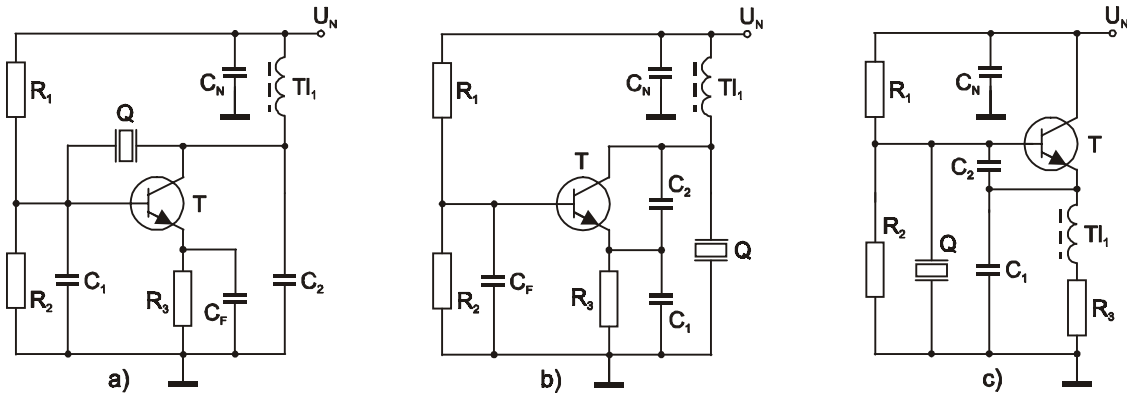 U_N
C_N
Tl_1
R_1
Q
T
R_2
C_1
R_3
C_F
C_2
a)
U_N
C_N
Tl_1
R_1
T
C_2
Q
R_2
C_F
R_3
C_1
b)
U_N
R_1
C_N
T
C_2
R_2
Q
Tl_1
C_1
R_3
c)